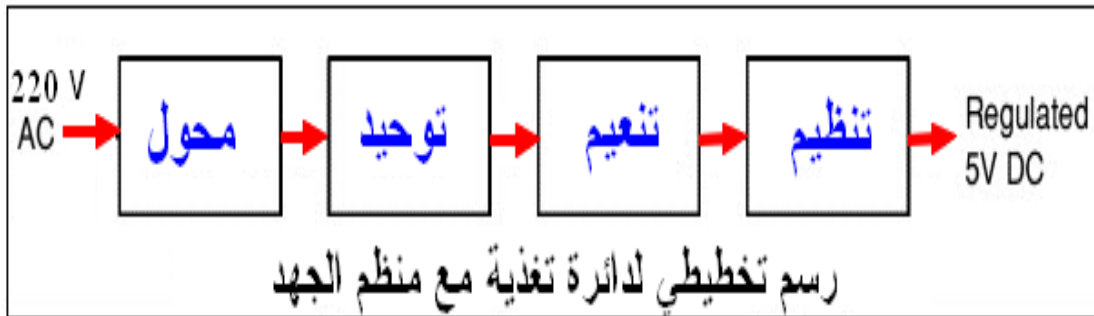 220 V
AC
محول
توحيد
تنعيم
تنظيم
Regulated
5V DC
رسم تخطيطي لدائرة تغذية مع منظم الجهد